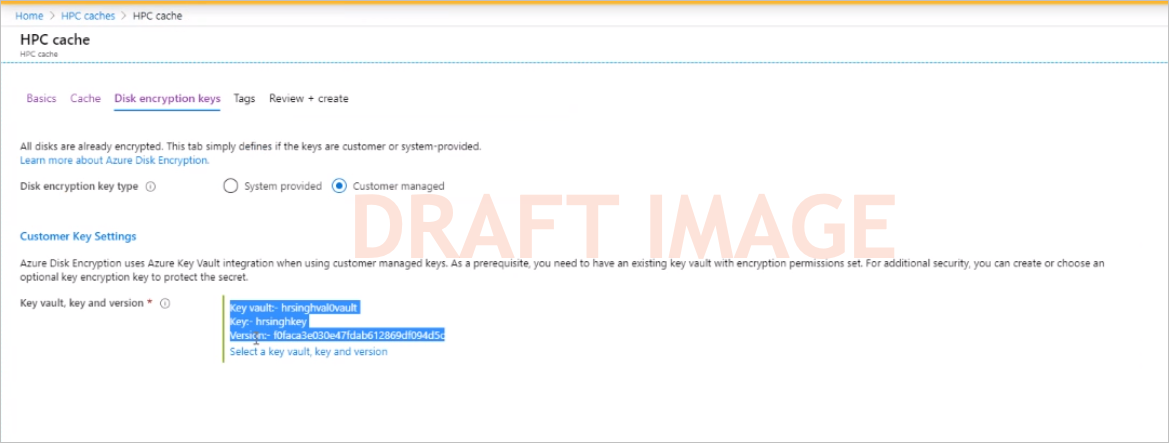 Home > HPC caches > HPC cache
HPC cache
HPC cache
Basics Cache Disk encryption keys Tags Review + create
All disks are already encrypted. This tab simply defines if the keys are customer or system-provided.
Learn more about Azure Disk Encryption.
Disk encryption key type System provided Customer managed
DRAFT IMAGE
Customer Key Settings
Azure Disk Encryption uses Azure Key Vault integration when using customer managed keys. As a prerequisite, you need to have an existing key vault with encryption permissions set. For additional security, you can create or choose an
optional key encryption key to protect the secret.
Key vault, key and version *
Key vault:- hrsinghval0vault
Key:- hrsinghkey
Version:- f0faca3e030e47fdab612869df094d5c
Select a key vault, key and version